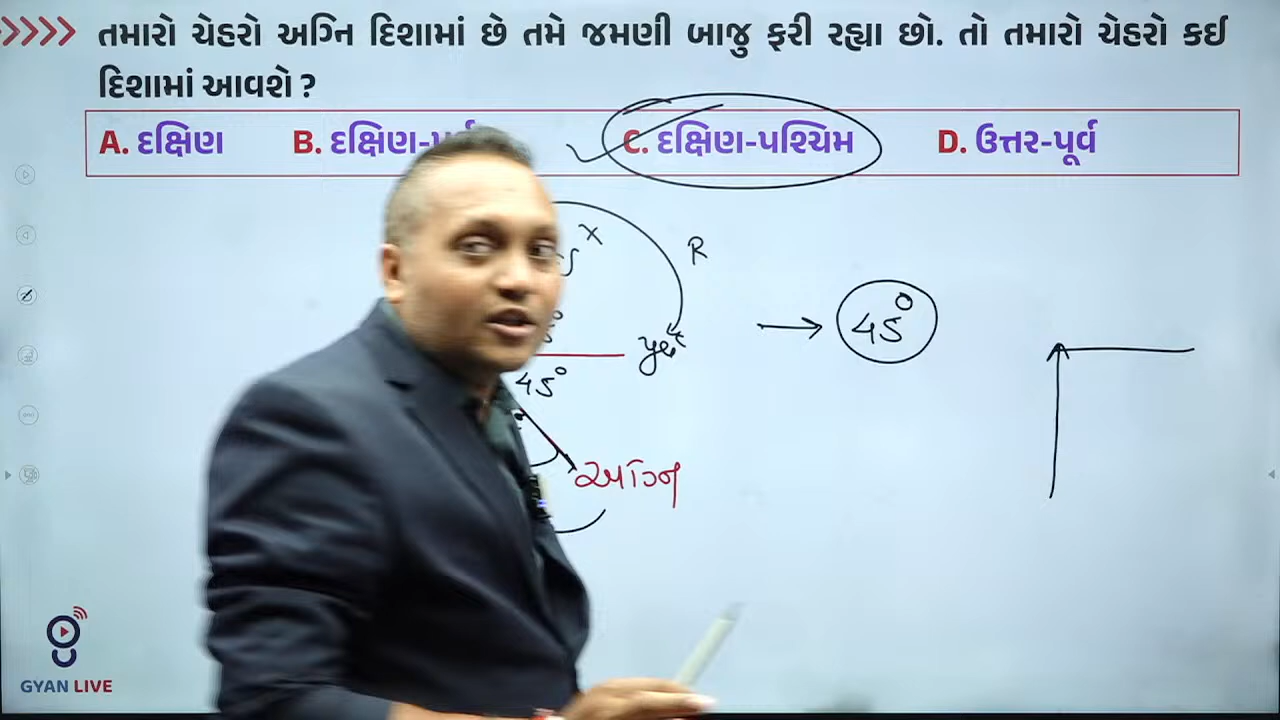 તમારો ચેહરો અગ્નિ દિશામાં છે તમે જમણી બાજુ ફરી રહ્યા છો. તો તમારો ચેહરો કઈ
દિશામાં આવશે ?
A. દક્ષિણ B. દક્ષિણ-પૂર્વ C. દક્ષિણ-પશ્ચિમ D. ઉત્તર-પૂર્વ
R
45°
પૂર્વ
45°
GYAN LIVE